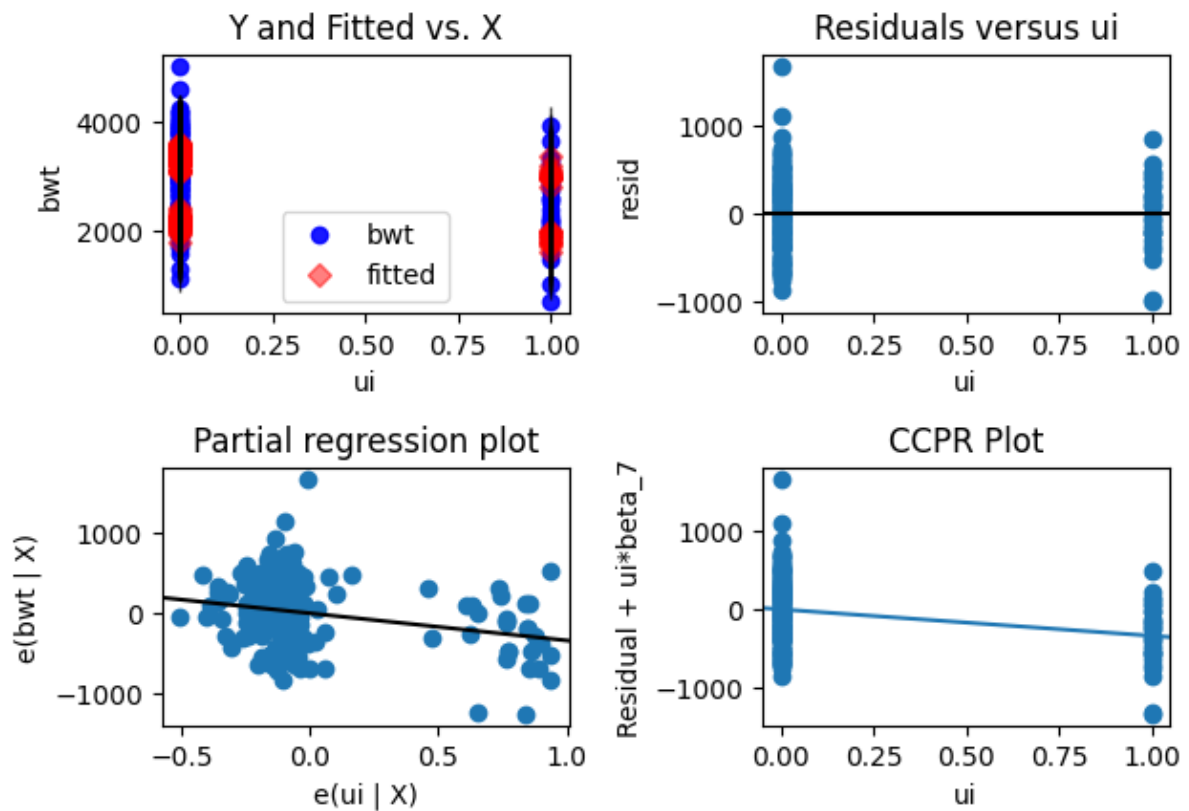 Y and Fitted vs. X
bwt
4000
2000
bwt
fitted
0.00 0.25 0.50 0.75 1.00
ui
Residuals versus ui
resid
1000
0
−1000
0.00 0.25 0.50 0.75 1.00
ui
Partial regression plot
e(bwt | X)
1000
0
−1000
−0.5 0.0 0.5 1.0
e(ui | X)
CCPR Plot
Residual + ui*beta_7
1000
0
−1000
0.00 0.25 0.50 0.75 1.00
ui